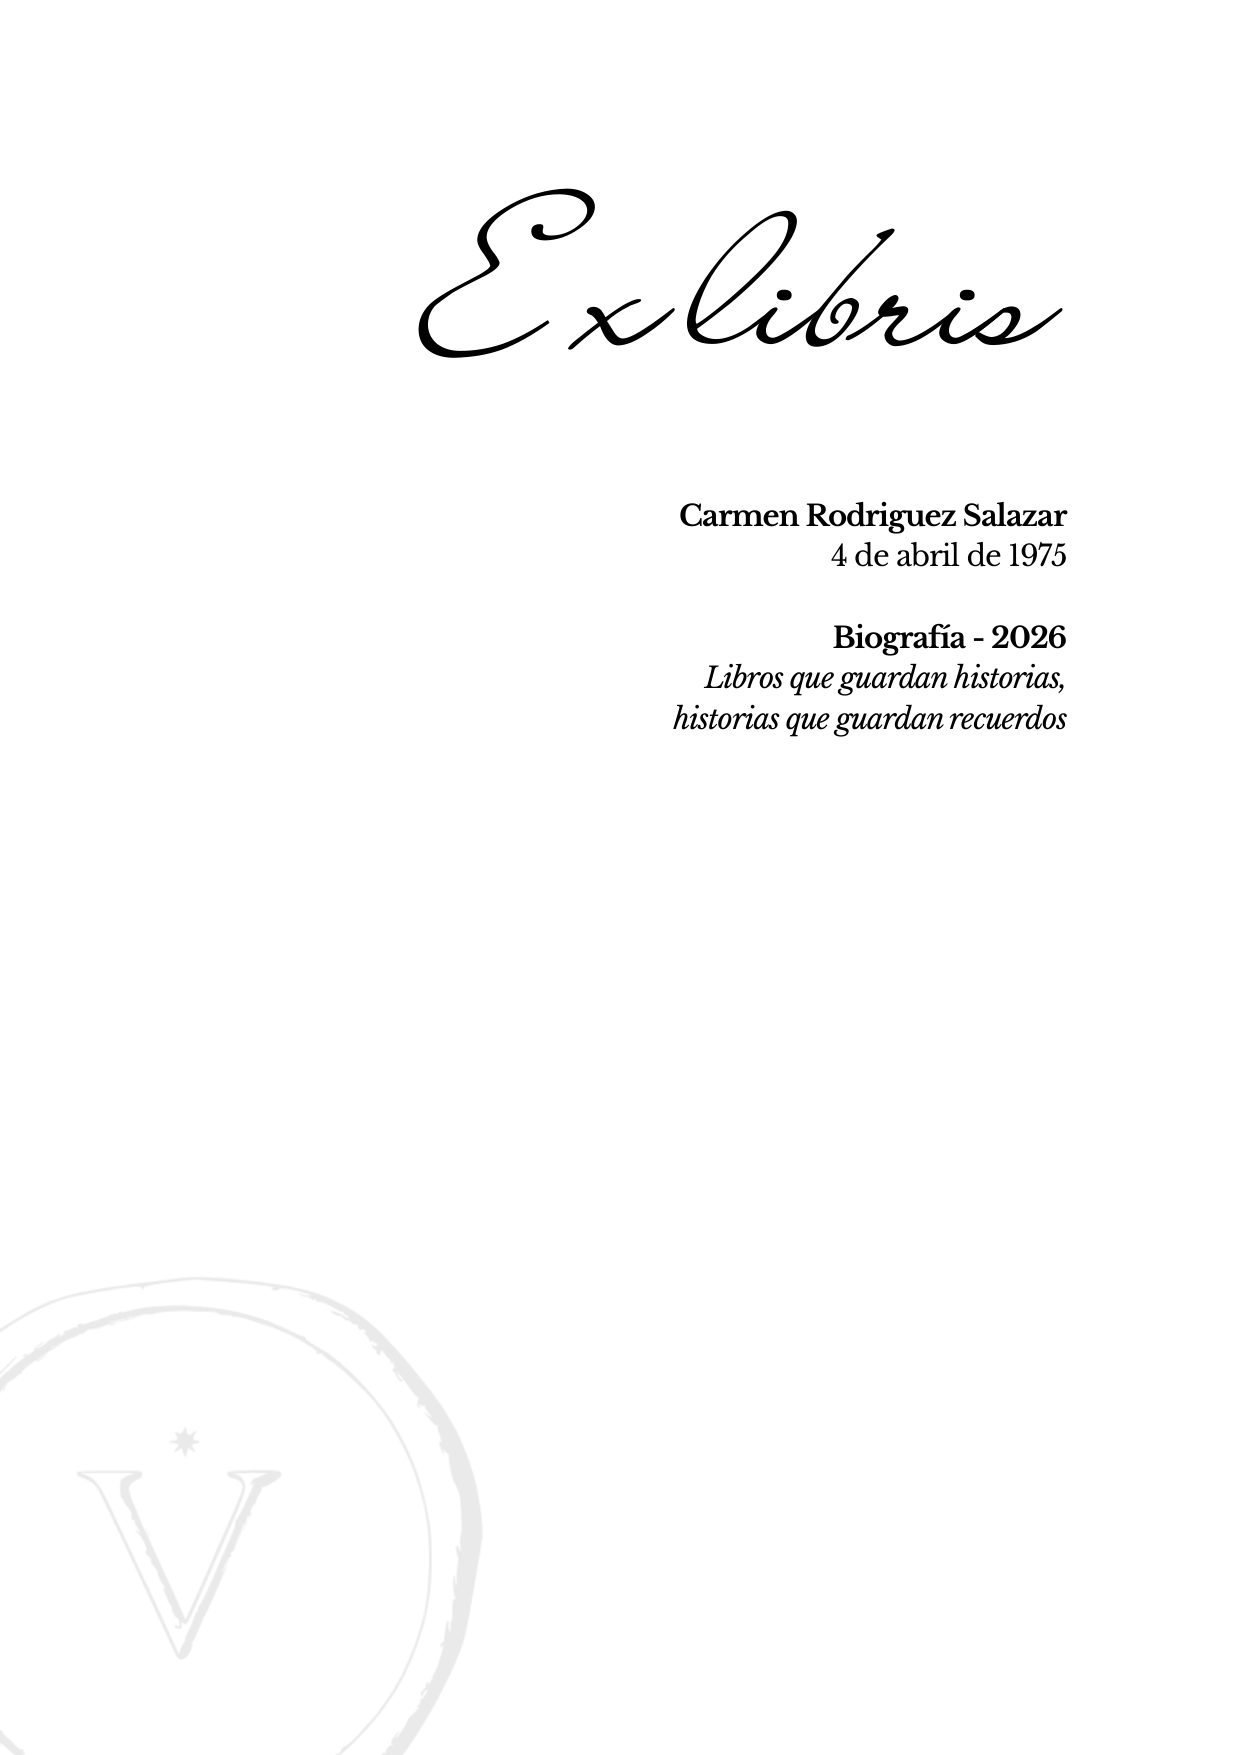 Ex libris
Carmen Rodriguez Salazar
4 de abril de 1975
Biografía - 2026
Libros que guardan historias,
historias que guardan recuerdos
V